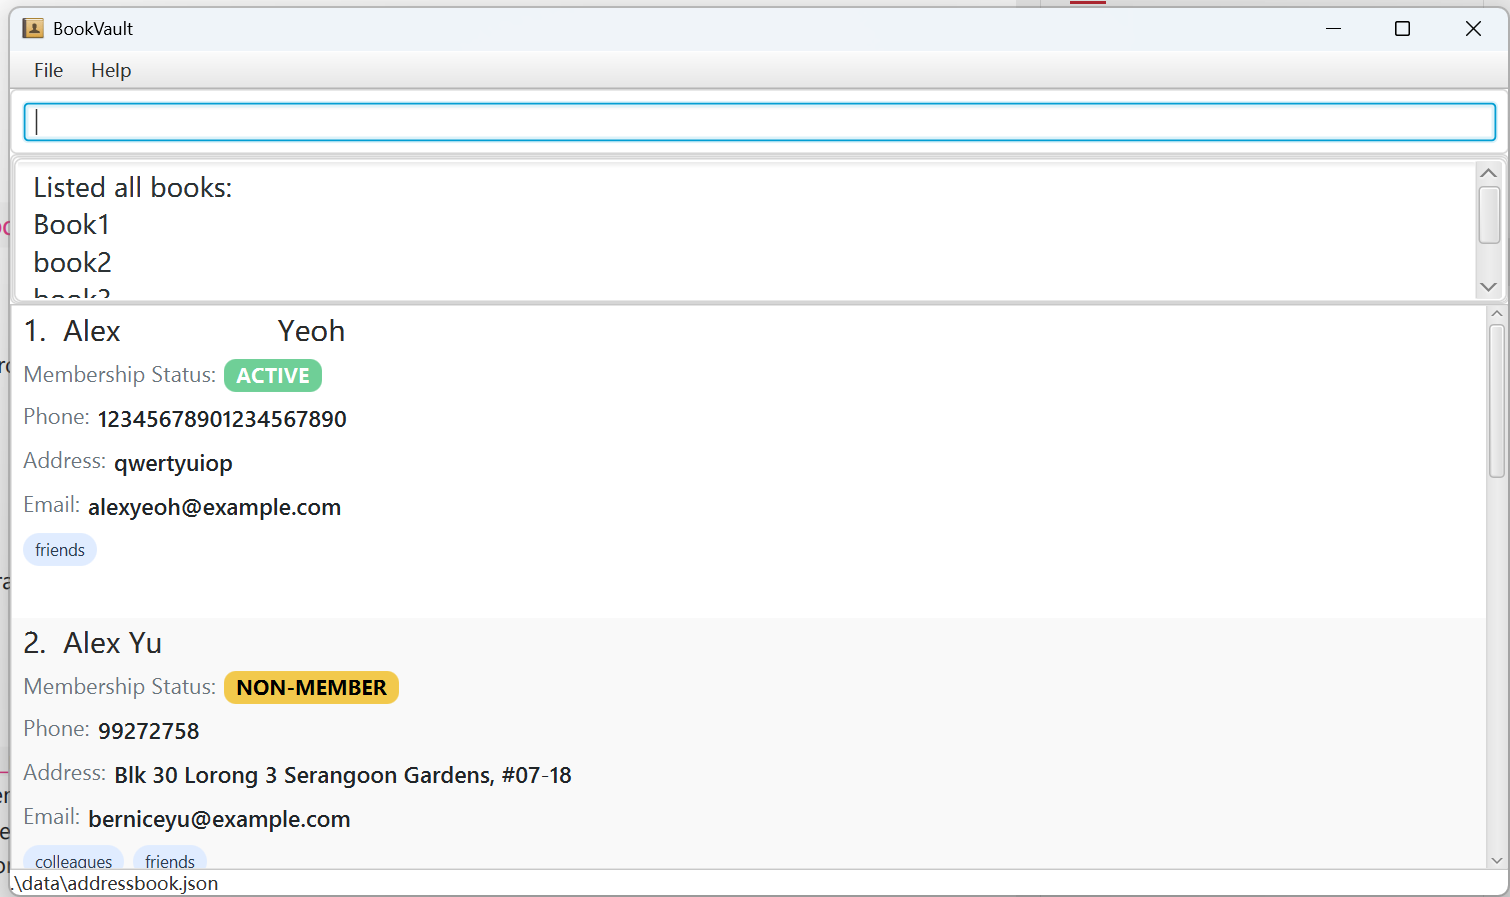 BookVault
File Help
Listed all books:
Book1
book2
1. Alex Yeoh
Membership Status: ACTIVE
Phone: 12345678901234567890
Address: qwertyuiop
Email: alexyeoh@example.com
friends
2. Alex Yu
Membership Status: NON-MEMBER
Phone: 99272758
Address: Blk 30 Lorong 3 Serangoon Gardens, #07-18
Email: berniceyu@example.com
colleagues friends
.\data\addressbook.json